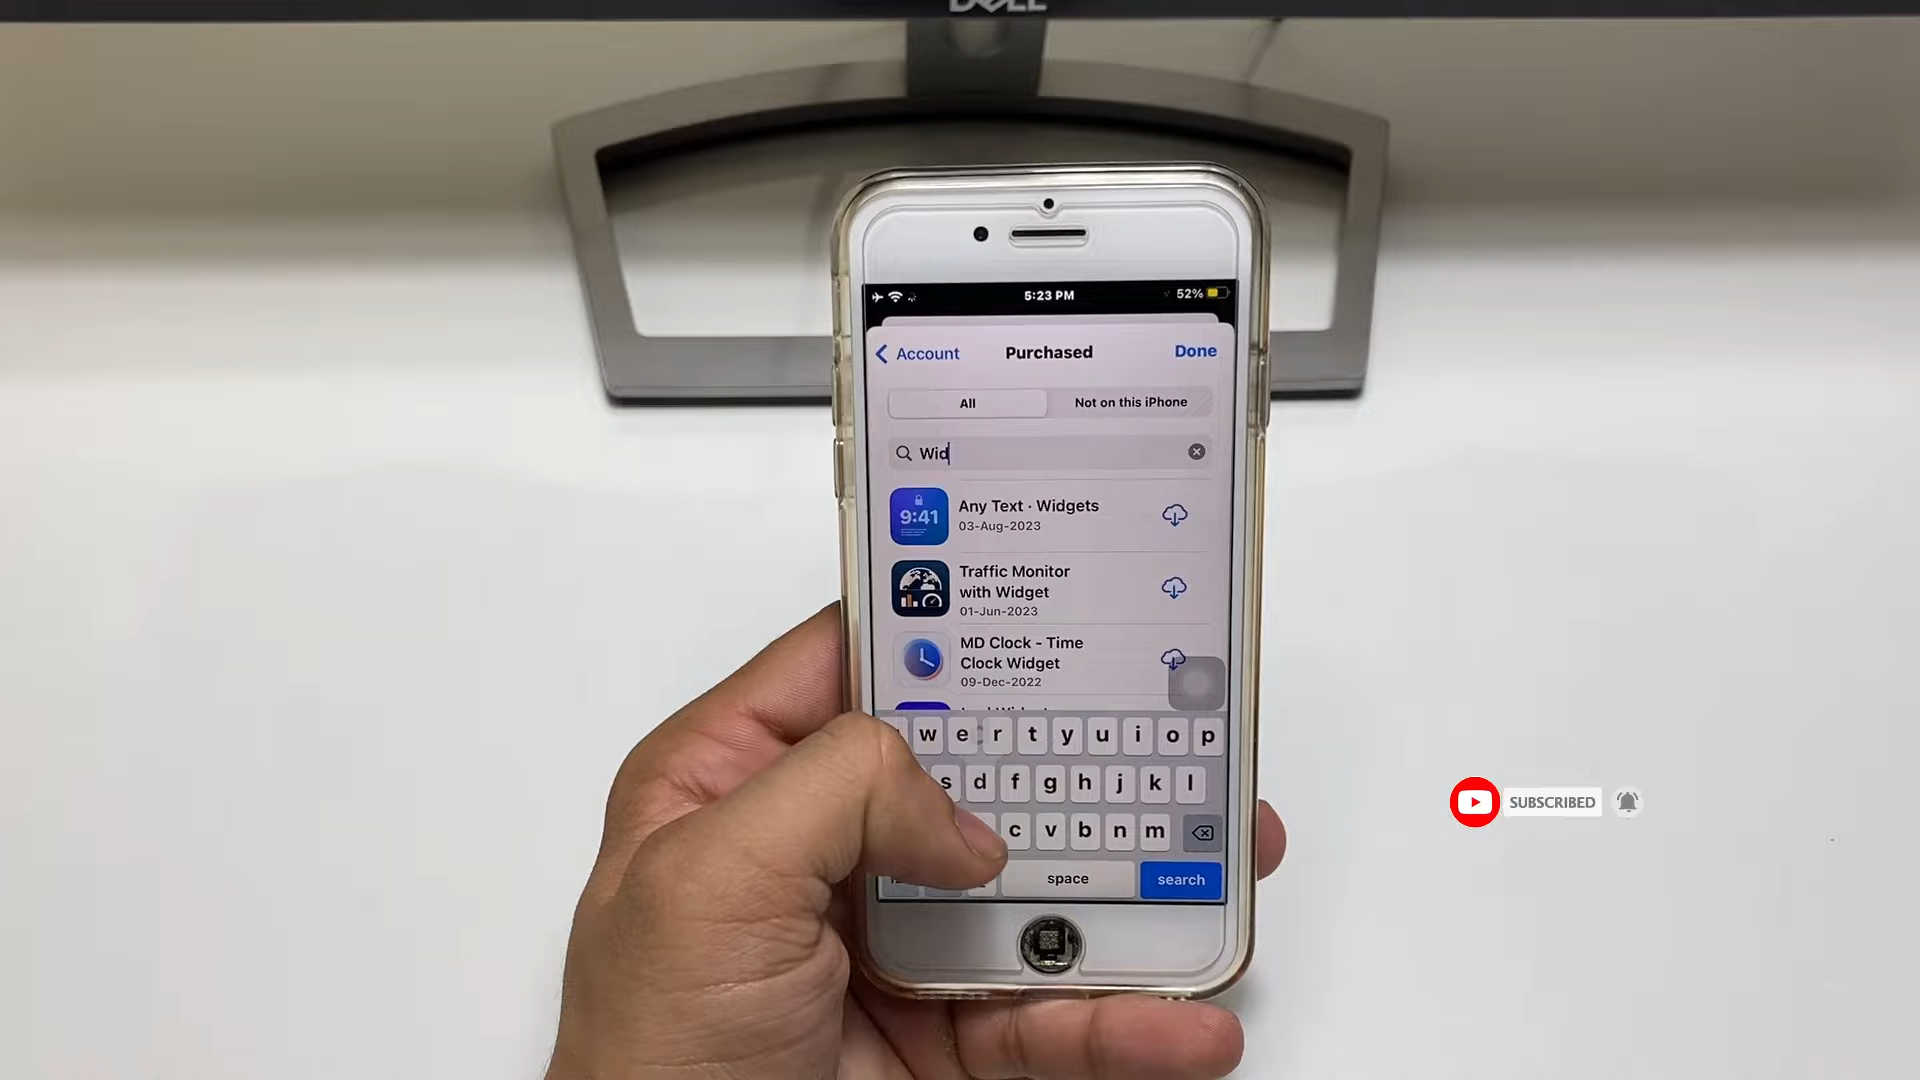 DELL
5:23 PM
52%
Account
Purchased
Done
All
Not on this iPhone
Wid
9:41
Any Text · Widgets
03-Aug-2023
Traffic Monitor
with Widget
01-Jun-2023
MD Clock - Time
Clock Widget
09-Dec-2022
w e r t y u i o p
s d f g h j k l
c v b n m
space
search
SUBSCRIBED